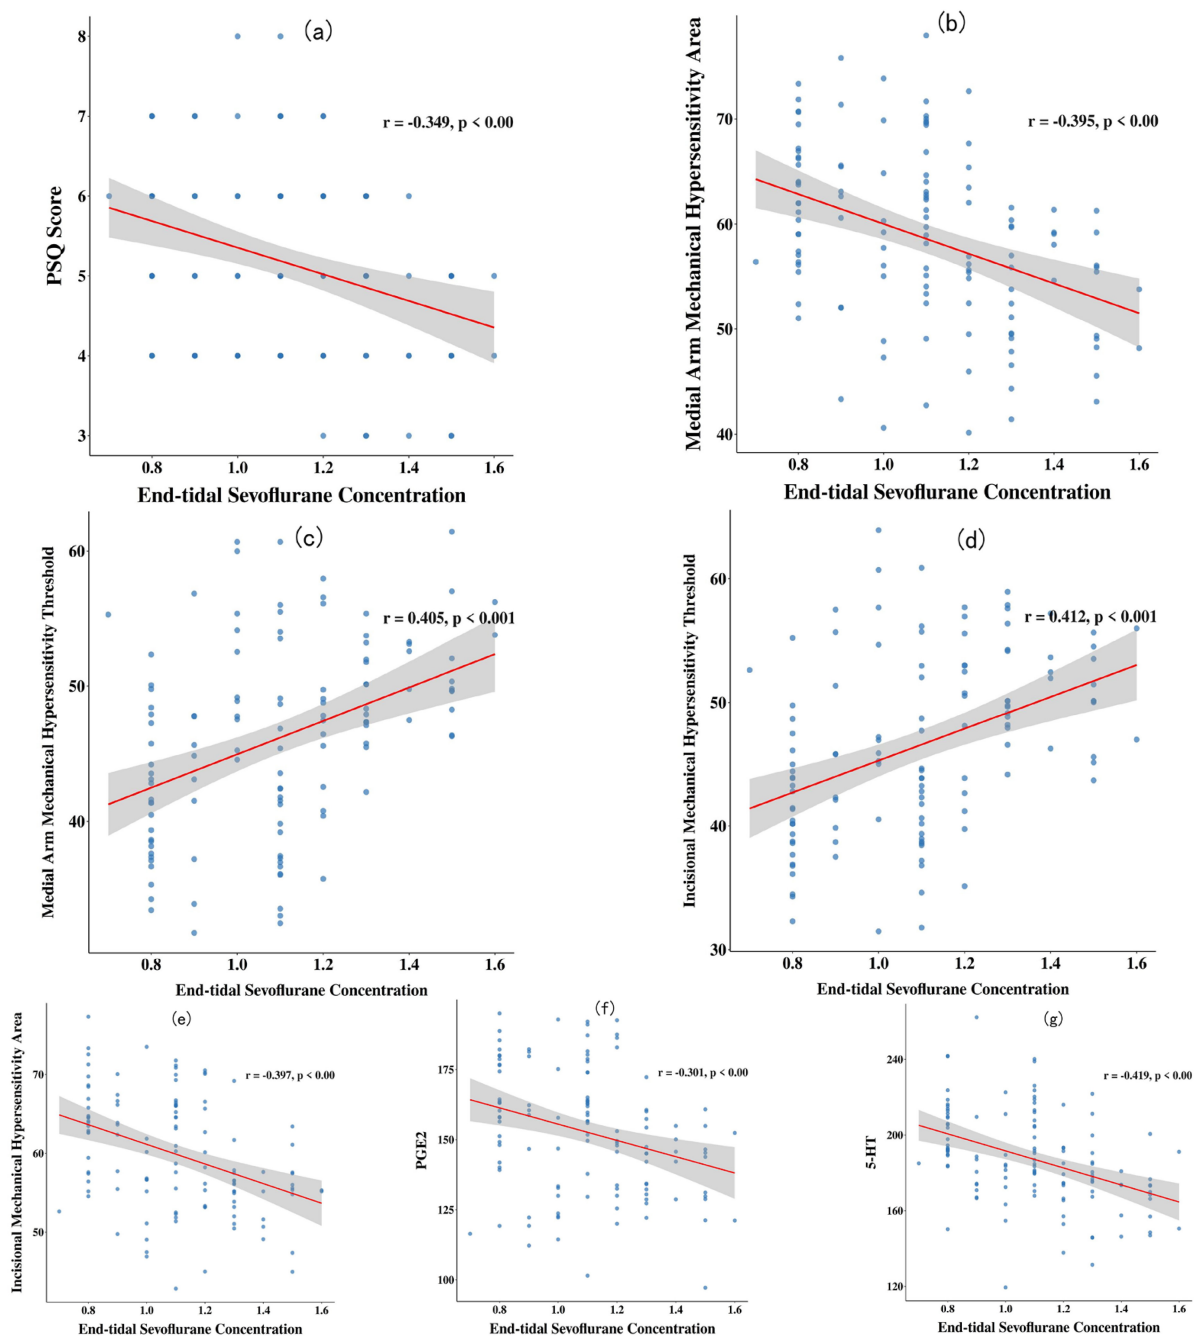 (a)
8
7
6
5
4
3
PSQ Score
r = -0.349, p < 0.00
0.8 1.0 1.2 1.4 1.6
End-tidal Sevoflurane Concentration
(b)
70
60
50
40
Medial Arm Mechanical Hypersensitivity Area
r = -0.395, p < 0.00
0.8 1.0 1.2 1.4 1.6
End-tidal Sevoflurane Concentration
(c)
60
50
40
Medial Arm Mechanical Hypersensitivity Threshold
r = 0.405, p < 0.001
0.8 1.0 1.2 1.4 1.6
End-tidal Sevoflurane Concentration
(d)
60
50
40
30
Incisional Mechanical Hypersensitivity Threshold
r = 0.412, p < 0.001
0.8 1.0 1.2 1.4 1.6
End-tidal Sevoflurane Concentration
(e)
70
60
50
Incisional Mechanical Hypersensitivity Area
r = -0.397, p < 0.00
0.8 1.0 1.2 1.4 1.6
End-tidal Sevoflurane Concentration
(f)
175
150
125
100
PGE2
r = -0.301, p < 0.00
0.8 1.0 1.2 1.4 1.6
End-tidal Sevoflurane Concentration
(g)
240
200
160
120
5-HT
r = -0.419, p < 0.00
0.8 1.0 1.2 1.4 1.6
End-tidal Sevoflurane Concentration